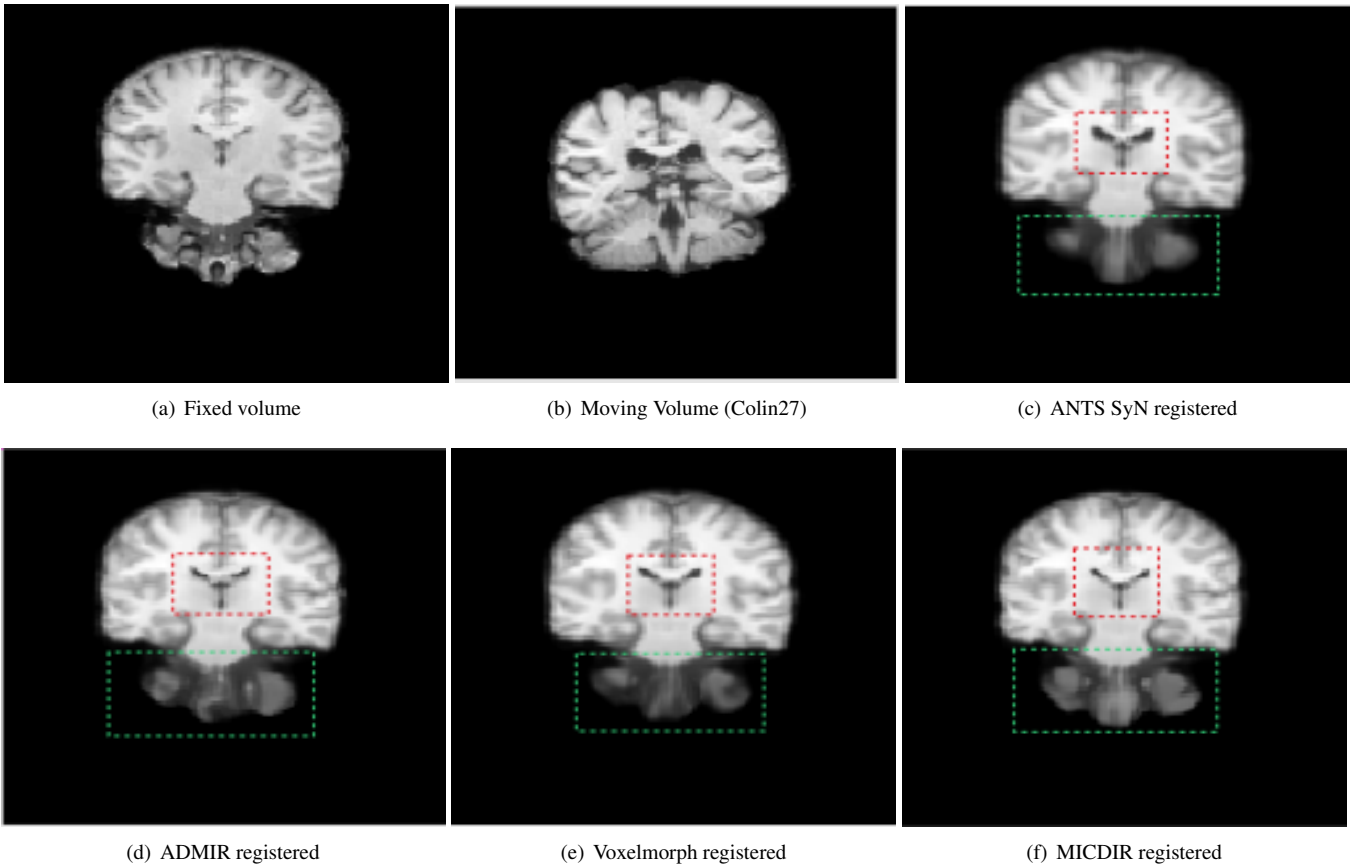 (a) Fixed volume
(b) Moving Volume (Colin27)
(c) ANTS SyN registered
(d) ADMIR registered
(e) Voxelmorph registered
(f) MICDIR registered